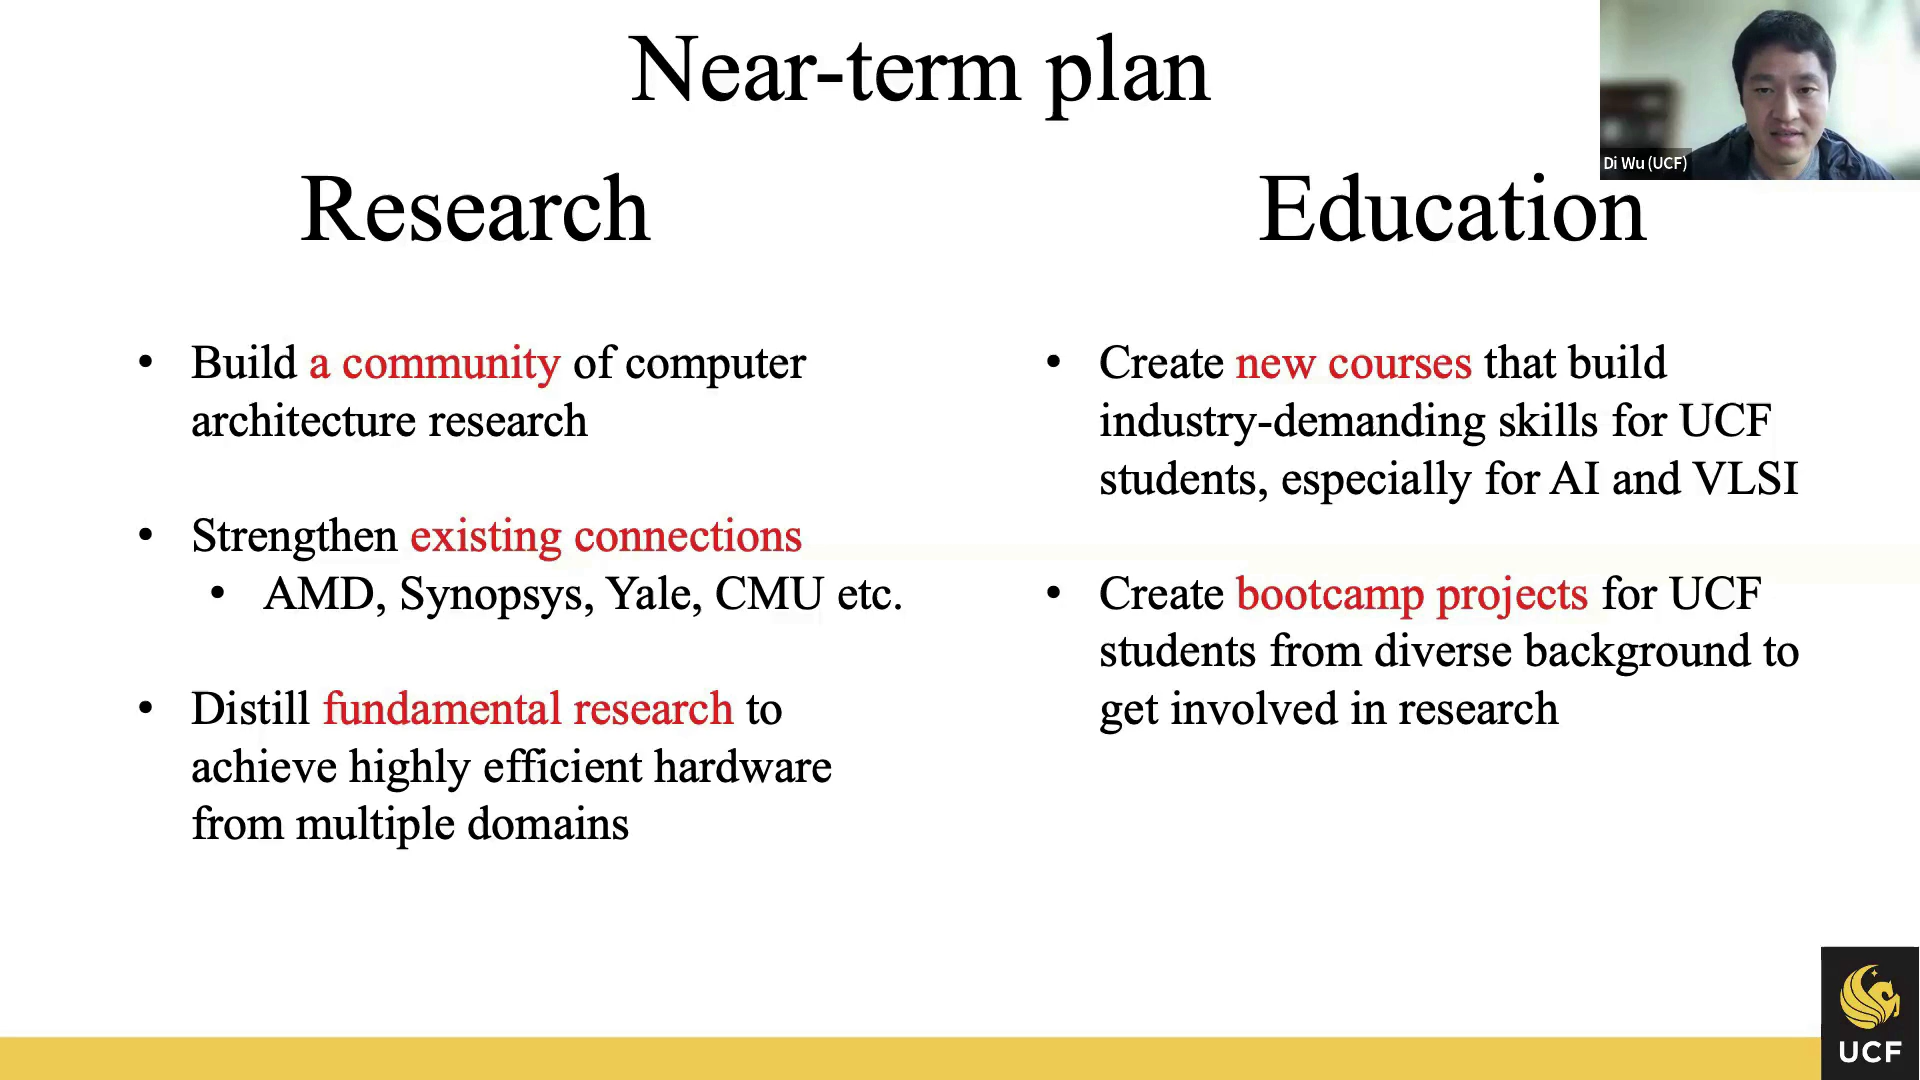 Near-term plan
Di Wu (UCF)
Research
• Build a community of computer
architecture research
• Strengthen existing connections
• AMD, Synopsys, Yale, CMU etc.
• Distill fundamental research to
achieve highly efficient hardware
from multiple domains
Education
• Create new courses that build
industry-demanding skills for UCF
students, especially for AI and VLSI
• Create bootcamp projects for UCF
students from diverse background to
get involved in research
UCF